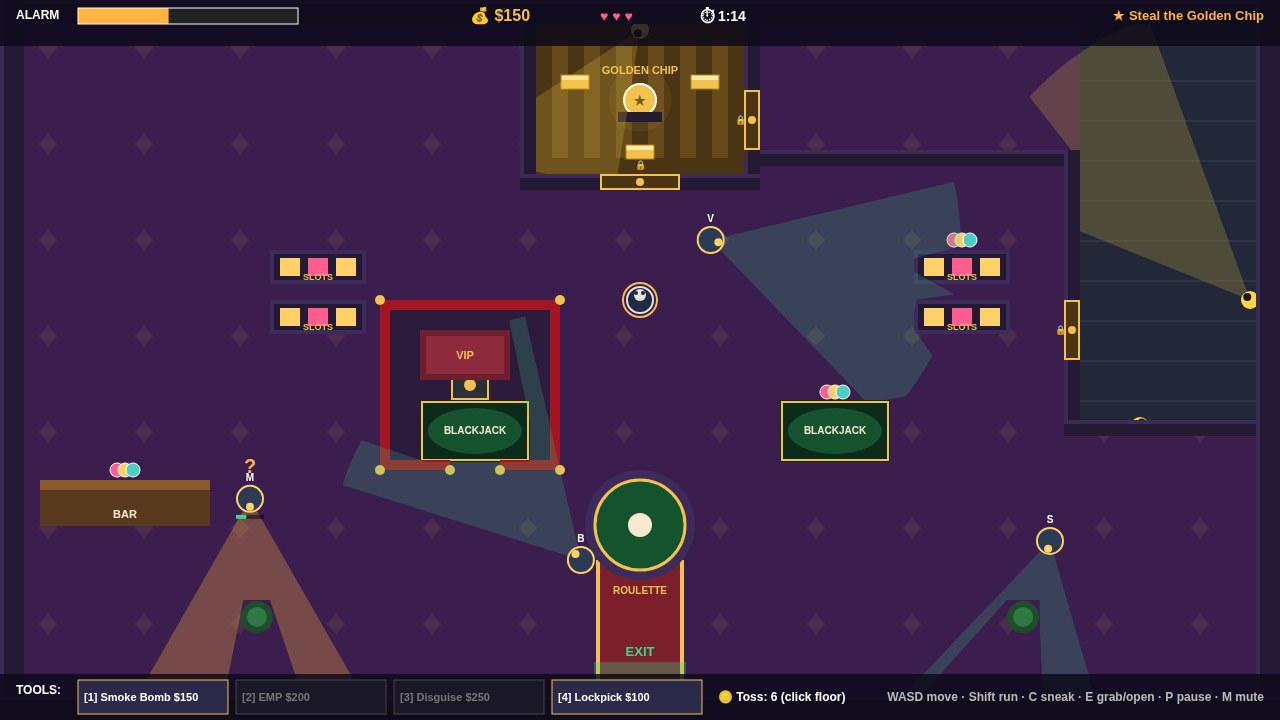 ALARM
💰 $150
♥ ♥ ♥
⏱ 1:14
★ Steal the Golden Chip
GOLDEN CHIP
★
V
SLOTS
SLOTS
SLOTS
SLOTS
VIP
BLACKJACK
BLACKJACK
?
M
BAR
B
S
ROULETTE
EXIT
TOOLS:
[1] Smoke Bomb $150
[2] EMP $200
[3] Disguise $250
[4] Lockpick $100
🪙 Toss: 6 (click floor)
WASD move · Shift run · C sneak · E grab/open · P pause · M mute